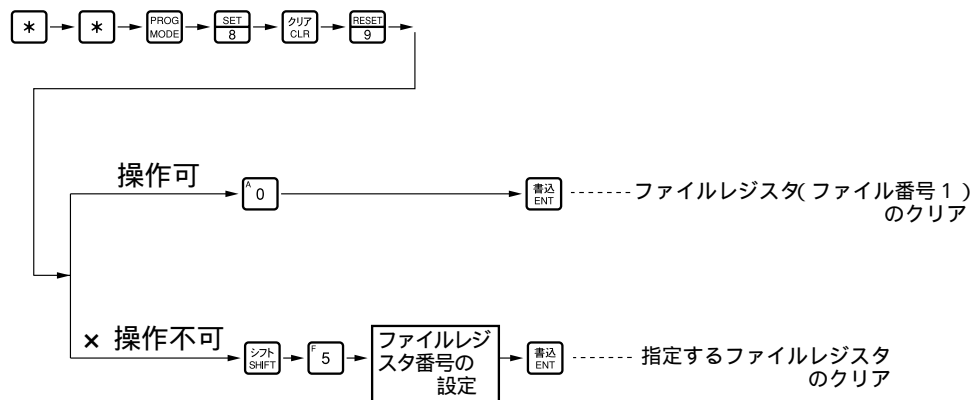 * * PROG MODE SET 8 クリア CLR RESET 9
操作可 A 0 書込 ENT ファイルレジスタ(ファイル番号1)
のクリア
× 操作不可 シフト SHIFT F 5 ファイルレジ
スタ番号の
設定 書込 ENT 指定するファイルレジスタ
のクリア